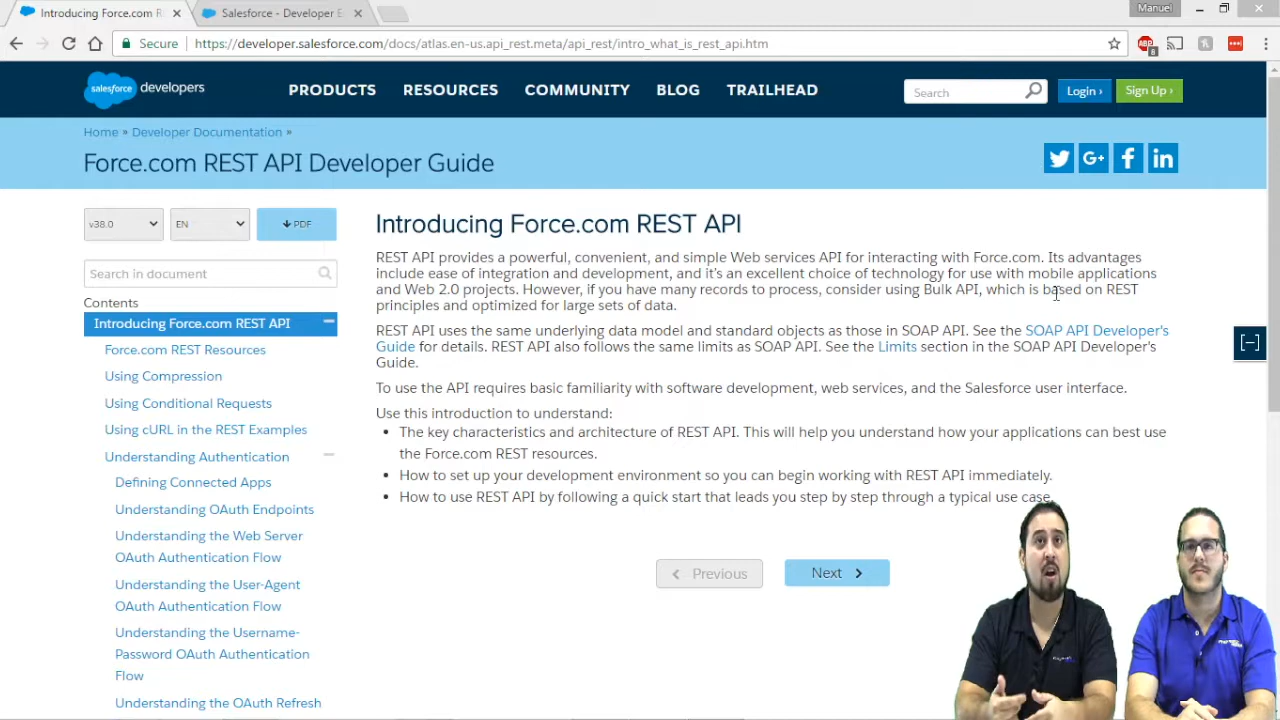 Introducing Force.com R
Salesforce - Developer E
Manuel
Secure
https://developer.salesforce.com/docs/atlas.en-us.api_rest.meta/api_rest/intro_what_is_rest_api.htm
ABP
8
salesforce developers
PRODUCTS
RESOURCES
COMMUNITY
BLOG
TRAILHEAD
Search
Login ›
Sign Up ›
Home » Developer Documentation »
Force.com REST API Developer Guide
G+
f
in
v38.0
EN
PDF
Search in document
Contents
Introducing Force.com REST API
Force.com REST Resources
Using Compression
Using Conditional Requests
Using cURL in the REST Examples
Understanding Authentication
Defining Connected Apps
Understanding OAuth Endpoints
Understanding the Web Server
OAuth Authentication Flow
Understanding the User-Agent
OAuth Authentication Flow
Understanding the Username-
Password OAuth Authentication
Flow
Understanding the OAuth Refresh
Introducing Force.com REST API
REST API provides a powerful, convenient, and simple Web services API for interacting with Force.com. Its advantages
include ease of integration and development, and it's an excellent choice of technology for use with mobile applications
and Web 2.0 projects. However, if you have many records to process, consider using Bulk API, which is based on REST
principles and optimized for large sets of data.
REST API uses the same underlying data model and standard objects as those in SOAP API. See the SOAP API Developer's
Guide for details. REST API also follows the same limits as SOAP API. See the Limits section in the SOAP API Developer's
Guide.
To use the API requires basic familiarity with software development, web services, and the Salesforce user interface.
Use this introduction to understand:
• The key characteristics and architecture of REST API. This will help you understand how your applications can best use
the Force.com REST resources.
• How to set up your development environment so you can begin working with REST API immediately.
• How to use REST API by following a quick start that leads you step by step through a typical use case.
Previous
Next
[–]